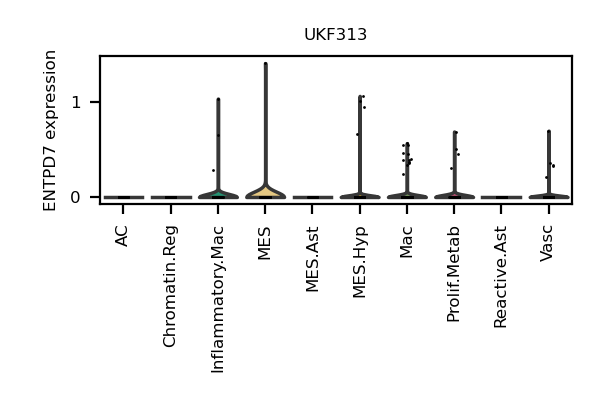 UKF313
ENTPD7 expression
1
0
AC
Chromatin.Reg
Inflammatory.Mac
MES
MES.Ast
MES.Hyp
Mac
Prolif.Metab
Reactive.Ast
Vasc